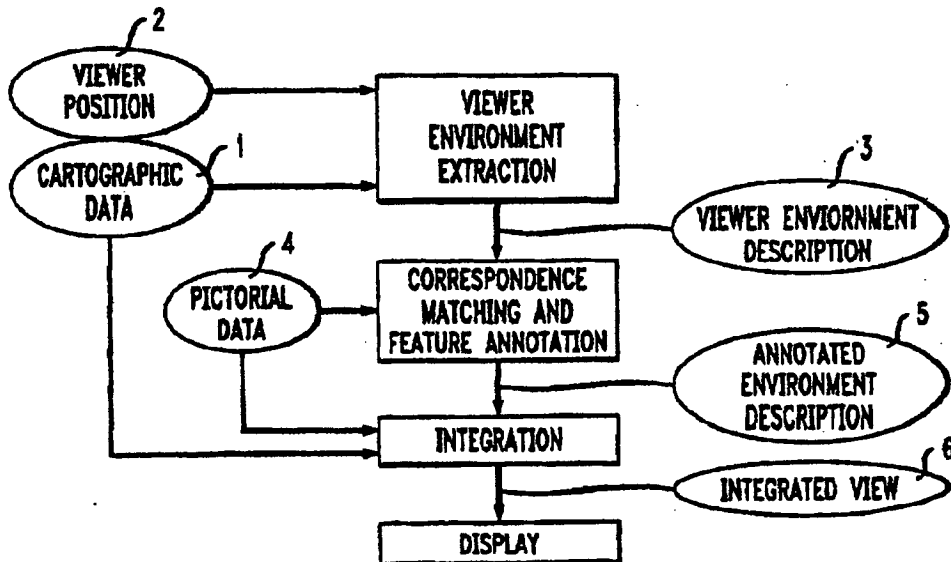 2
VIEWER
POSITION
1
CARTOGRAPHIC
DATA
VIEWER
ENVIRONMENT
EXTRACTION
3
VIEWER ENVIORNMENT
DESCRIPTION
4
PICTORIAL
DATA
CORRESPONDENCE
MATCHING AND
FEATURE ANNOTATION
5
ANNOTATED
ENVIRONMENT
DESCRIPTION
INTEGRATION
6
INTEGRATED VIEW
DISPLAY